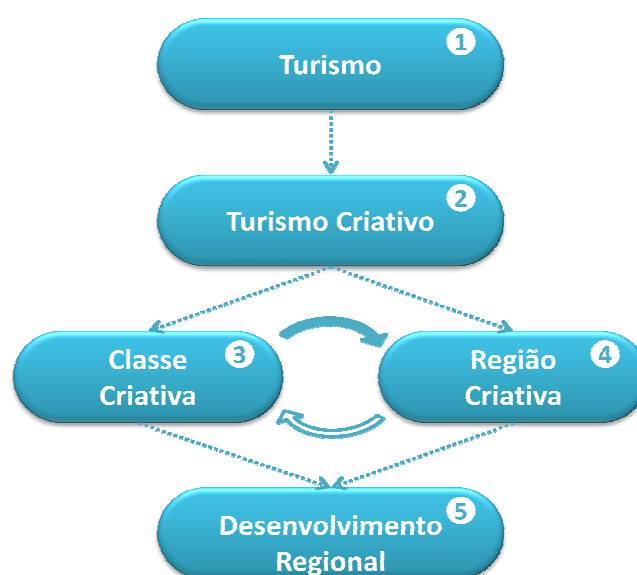 Turismo
1
Turismo Criativo
2
Classe
Criativa
3
Região
Criativa
4
Desenvolvimento
Regional
5